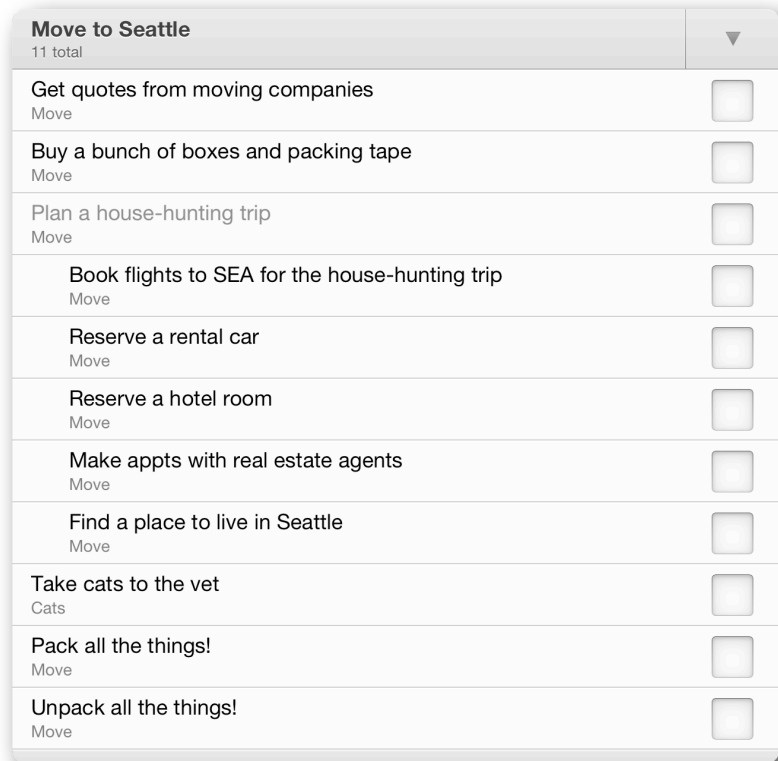 Move to Seattle
11 total
Get quotes from moving companies
Move
Buy a bunch of boxes and packing tape
Move
Plan a house-hunting trip
Move
Book flights to SEA for the house-hunting trip
Move
Reserve a rental car
Move
Reserve a hotel room
Move
Make appts with real estate agents
Move
Find a place to live in Seattle
Move
Take cats to the vet
Cats
Pack all the things!
Move
Unpack all the things!
Move